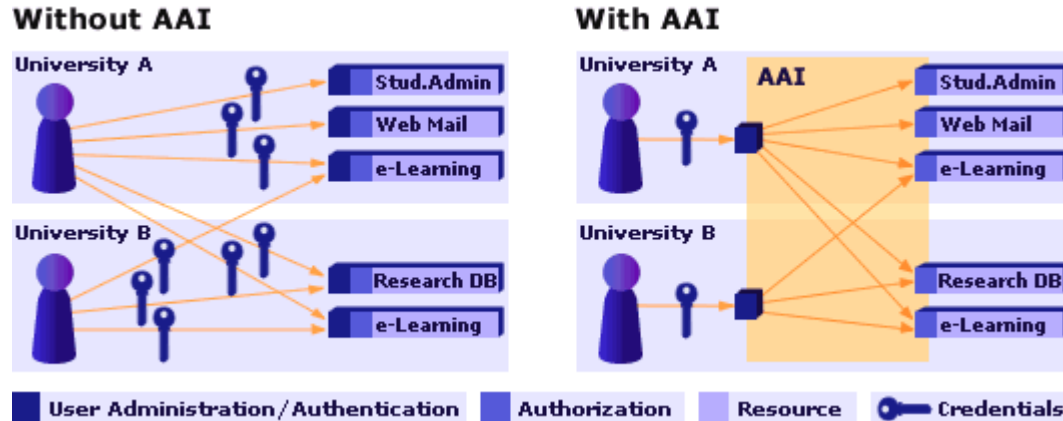 Without AAI
University A
Stud.Admin
Web Mail
e-Learning
University B
Research DB
e-Learning
With AAI
University A
AAI
Stud.Admin
Web Mail
e-Learning
University B
Research DB
e-Learning
User Administration/Authentication
Authorization
Resource
Credentials